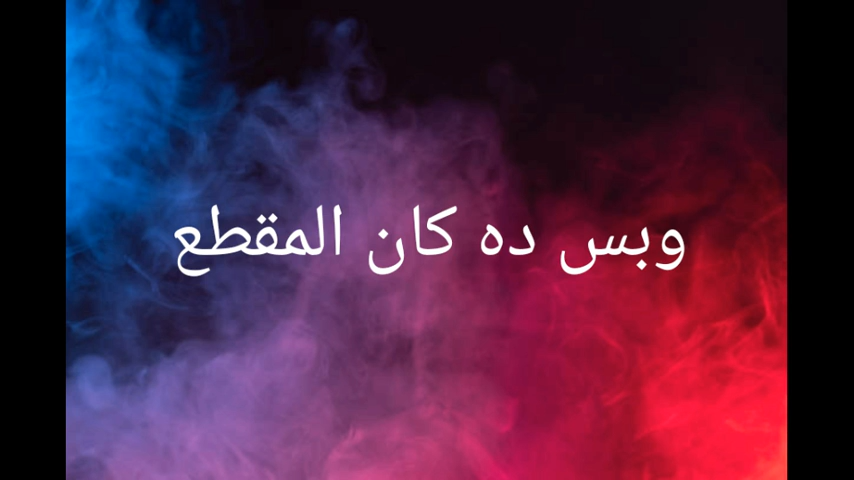 وبس ده كان المقطع